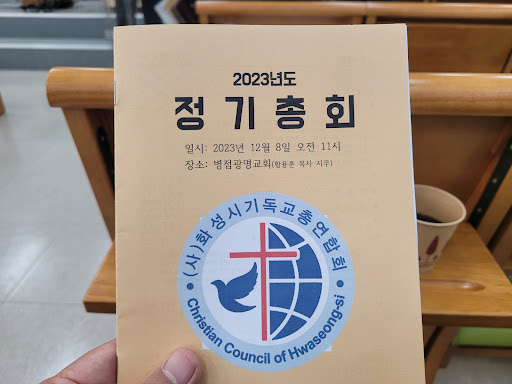 2023년도
정기총회
일시: 2023년 12월 8일 오전 11시
장소: 병점광명교회(황용훈 목사 시무)
(사)화성시기독교총연합회
Christian Council of Hwaseong-si